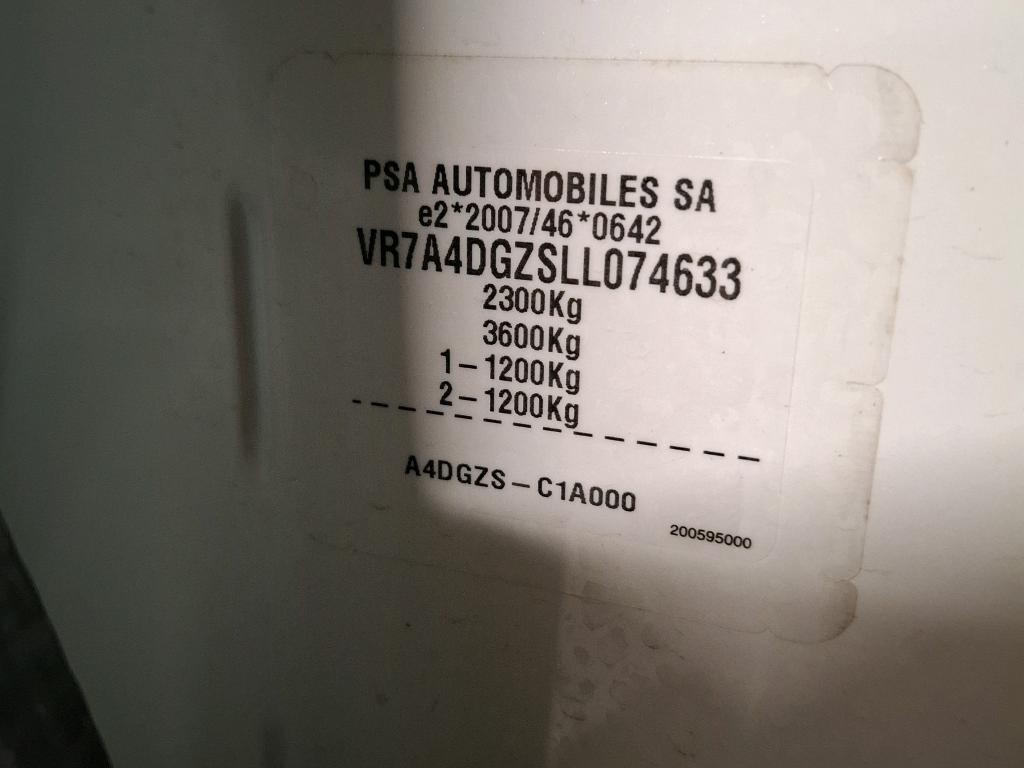 PSA AUTOMOBILES SA
e2*2007/46*0642
VR7A4DGZSLL074633
2300Kg
3600Kg
1-1200Kg
2-1200Kg
A4DGZS-C1A000
200595000